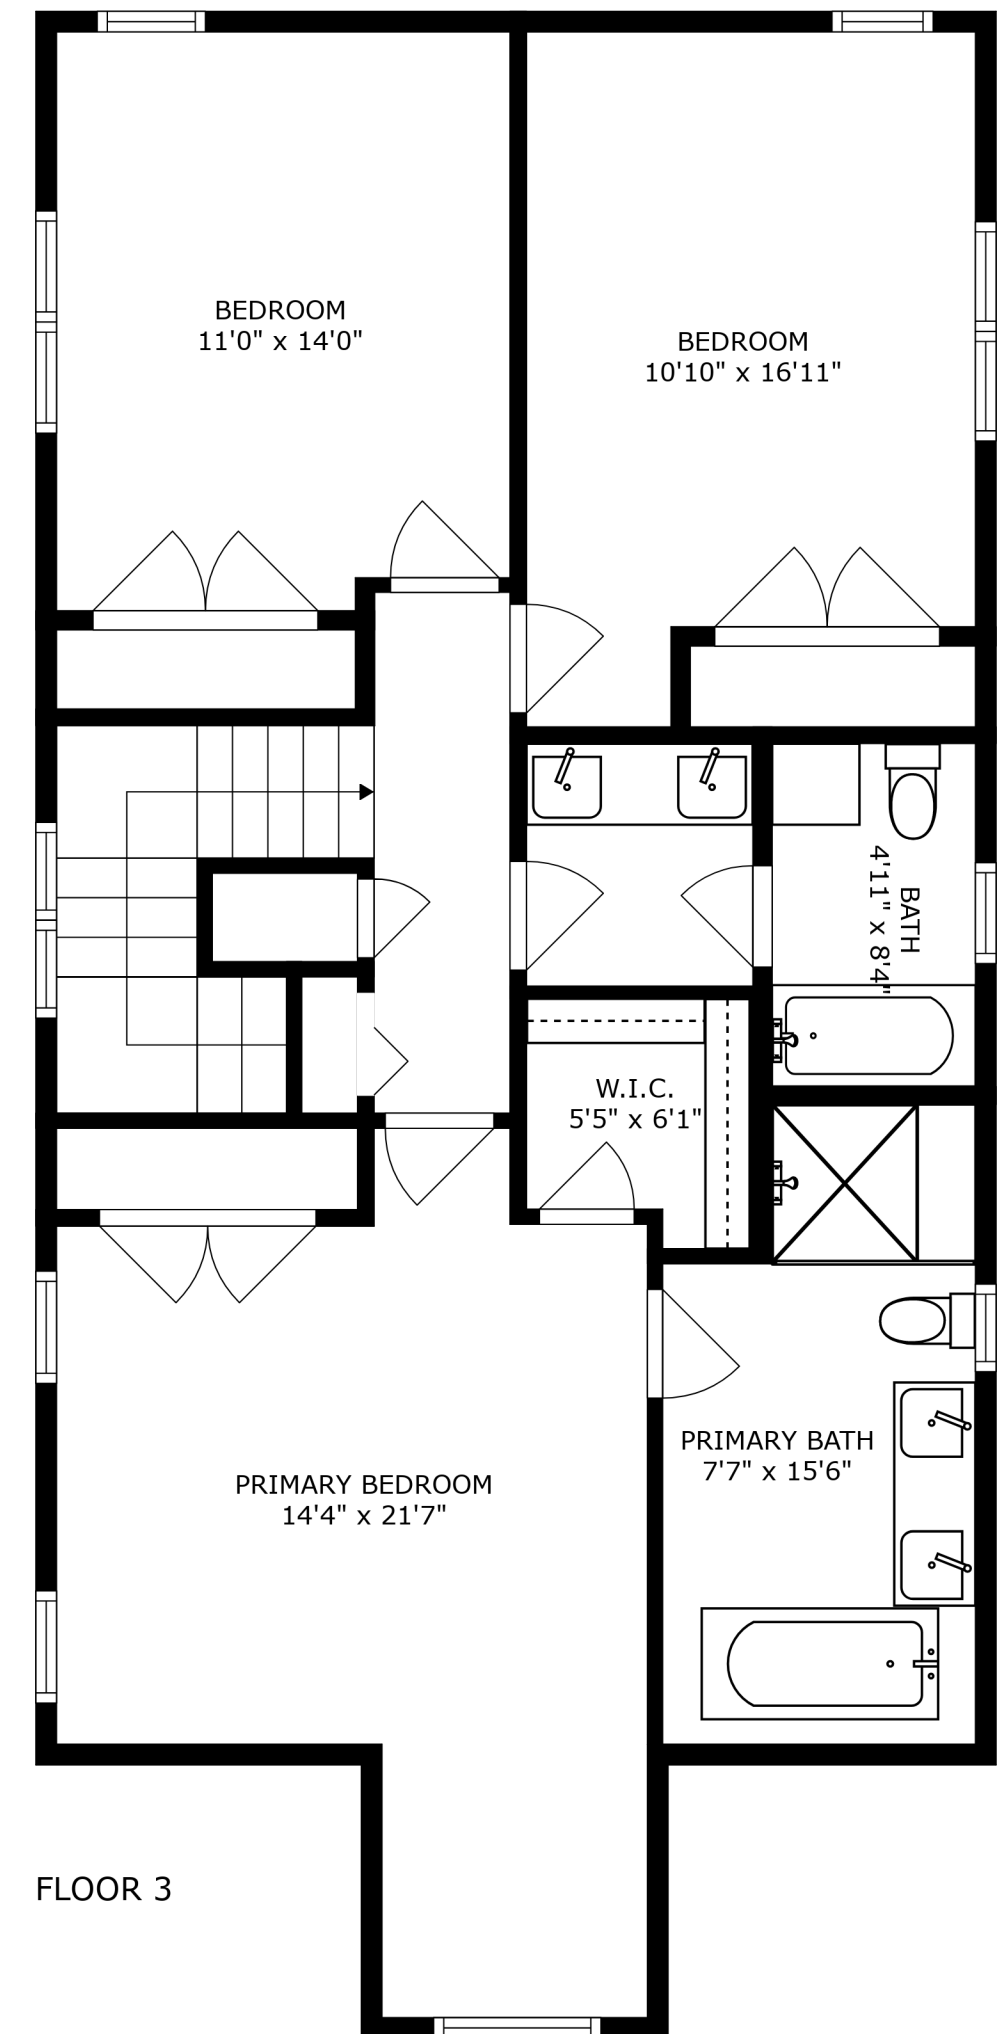 BEDROOM
11'0" x 14'0"
BEDROOM
10'10" x 16'11"
BATH
4'11" x 8'4"
W.I.C.
5'5" x 6'1"
PRIMARY BATH
7'7" x 15'6"
PRIMARY BEDROOM
14'4" x 21'7"
FLOOR 3